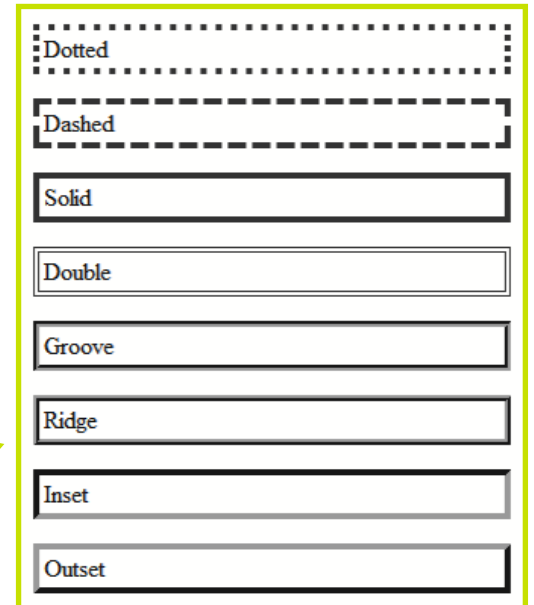 Dotted
Dashed
Solid
Double
Groove
Ridge
Inset
Outset